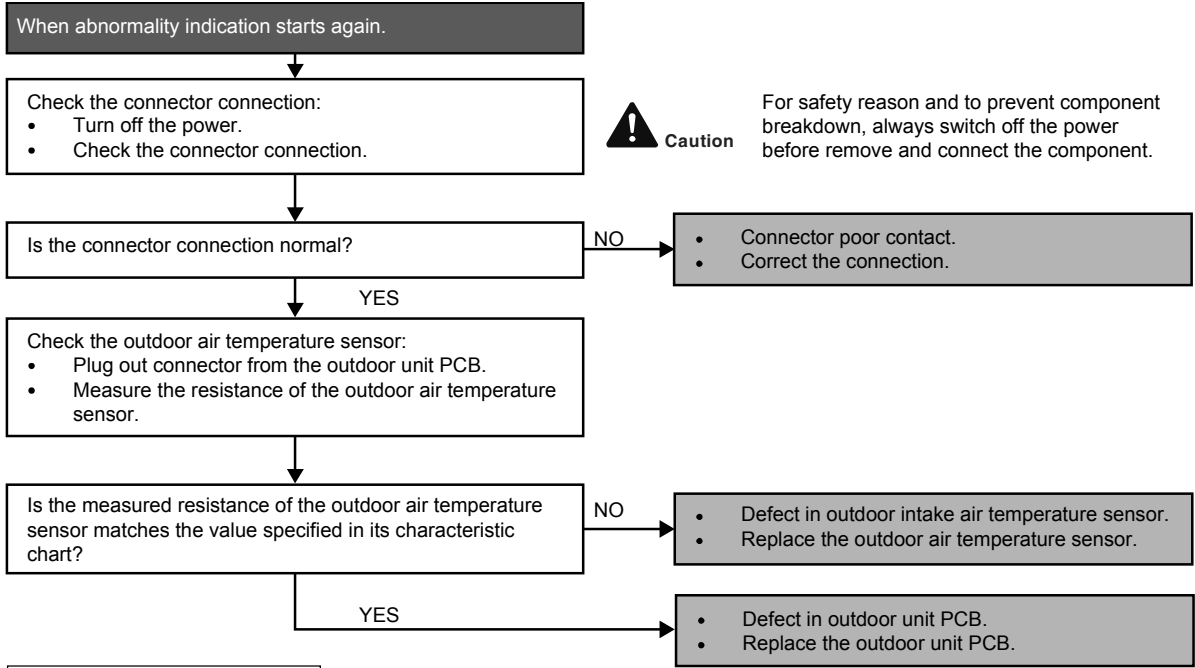 When abnormality indication starts again.
Check the connector connection:
• Turn off the power.
• Check the connector connection.
Caution
For safety reason and to prevent component
breakdown, always switch off the power
before remove and connect the component.
Is the connector connection normal?
NO
• Connector poor contact.
• Correct the connection.
YES
Check the outdoor air temperature sensor:
• Plug out connector from the outdoor unit PCB.
• Measure the resistance of the outdoor air temperature
sensor.
Is the measured resistance of the outdoor air temperature
sensor matches the value specified in its characteristic
chart?
NO
• Defect in outdoor intake air temperature sensor.
• Replace the outdoor air temperature sensor.
YES
• Defect in outdoor unit PCB.
• Replace the outdoor unit PCB.